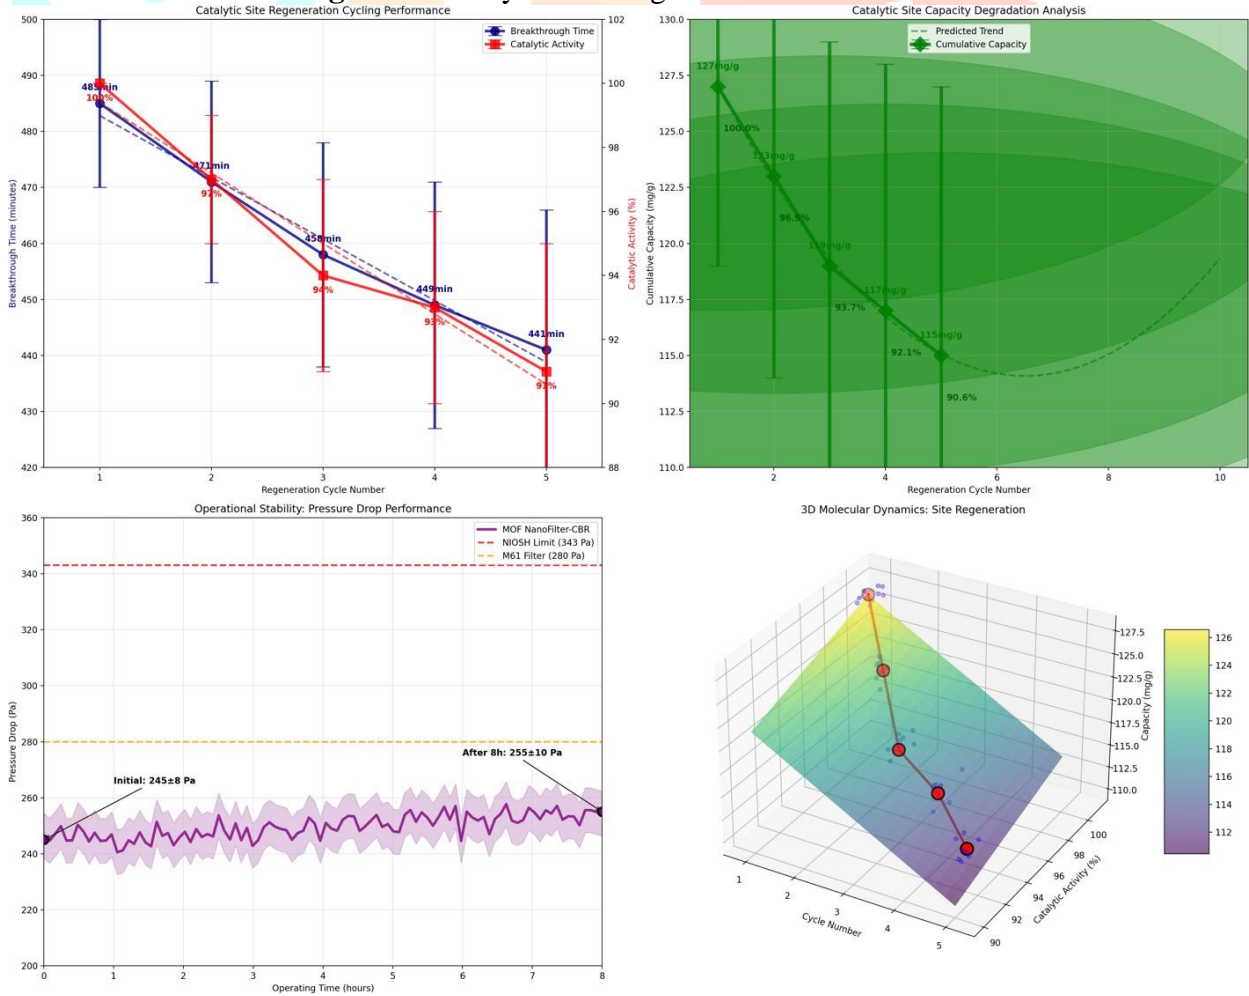 Catalytic Site Regeneration Cycling Performance
500
490
480
470
460
450
440
430
420
Breakthrough Time (minutes)
102
100
98
96
94
92
90
88
Catalytic Activity (%)
Breakthrough Time
Catalytic Activity
485min
100%
471min
97%
458min
94%
449min
93%
441min
91%
1
2
3
4
5
Regeneration Cycle Number
Catalytic Site Capacity Degradation Analysis
130.0
127.5
125.0
122.5
120.0
117.5
115.0
112.5
110.0
Cumulative Capacity (mg/g)
Predicted Trend
Cumulative Capacity
127mg/g
100.0%
123mg/g
96.9%
119mg/g
93.7%
117mg/g
92.1%
115mg/g
90.6%
2
4
6
8
10
Regeneration Cycle Number
Operational Stability: Pressure Drop Performance
360
340
320
300
280
260
240
220
200
Pressure Drop (Pa)
MOF NanoFilter-CBR
NIOSH Limit (343 Pa)
M61 Filter (280 Pa)
Initial: 245±8 Pa
After 8h: 255±10 Pa
0
1
2
3
4
5
6
7
8
Operating Time (hours)
3D Molecular Dynamics: Site Regeneration
127.5
125.0
122.5
120.0
117.5
115.0
112.5
110.0
Capacity (mg/g)
1
2
3
4
5
Cycle Number
90
92
94
96
98
100
Catalytic Activity (%)
126
124
122
120
118
116
114
112